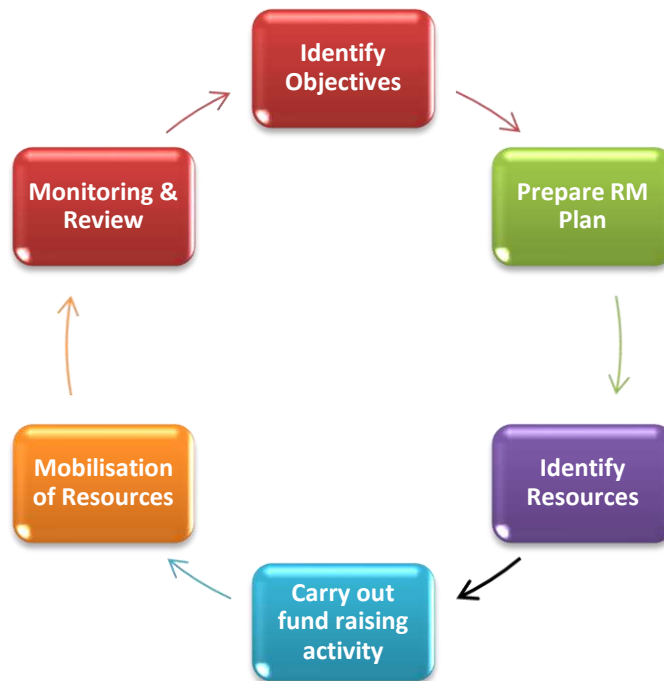 Identify
Objectives
Prepare RM
Plan
Identify
Resources
Carry out
fund raising
activity
Mobilisation
of Resources
Monitoring &
Review